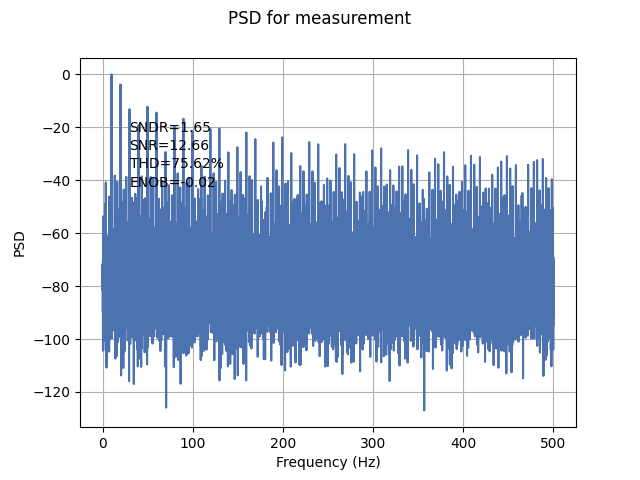 PSD for measurement
0
−20
−40
−60
−80
−100
−120
PSD
SNDR=1.65
SNR=12.66
THD=75.62%
ENOB=-0.02
0
100
200
300
400
500
Frequency (Hz)